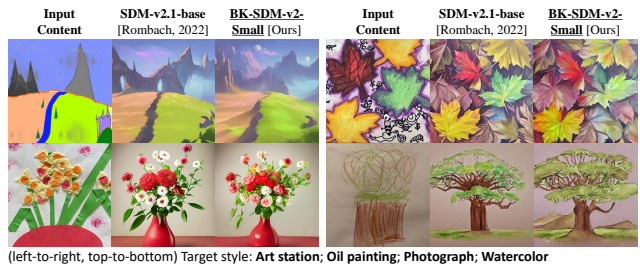 Input Content
SDM-v2.1-base [Rombach, 2022]
BK-SDM-v2-Small [Ours]
Input Content
SDM-v2.1-base [Rombach, 2022]
BK-SDM-v2-Small [Ours]
(left-to-right, top-to-bottom) Target style: Art station; Oil painting; Photograph; Watercolor